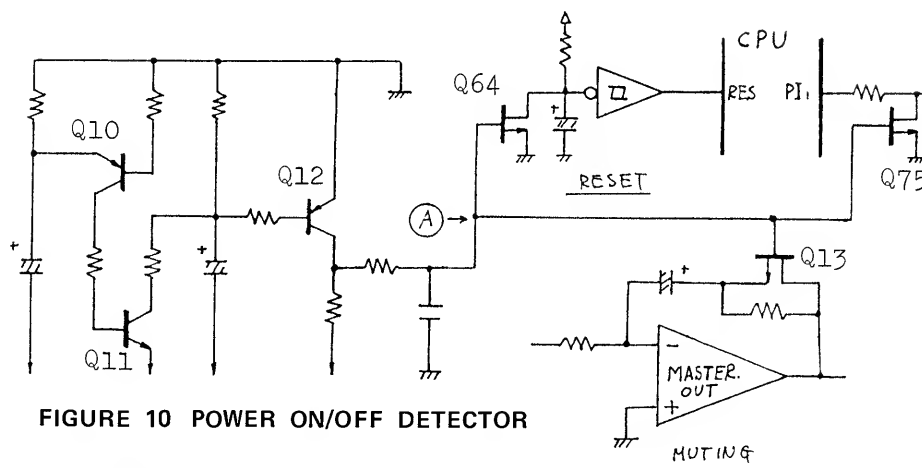 CPU
Q64
RES
PI1
Q10
Q12
Q75
RESET
A
+
+
+
+
Q13
Q11
-
MASTER.
OUT
+
FIGURE 10 POWER ON/OFF DETECTOR
MUTING